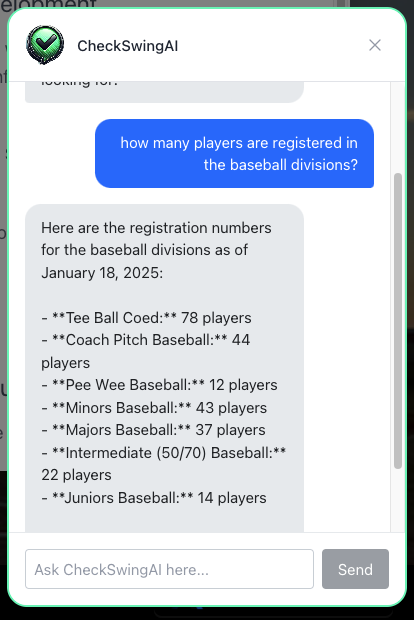 elopment
CheckSwingAI
looking for?
how many players are registered in
the baseball divisions?
Here are the registration numbers
for the baseball divisions as of
January 18, 2025:
- **Tee Ball Coed:** 78 players
- **Coach Pitch Baseball:** 44
players
- **Pee Wee Baseball:** 12 players
- **Minors Baseball:** 43 players
- **Majors Baseball:** 37 players
- **Intermediate (50/70) Baseball:**
22 players
- **Juniors Baseball:** 14 players
Ask CheckSwingAI here...
Send